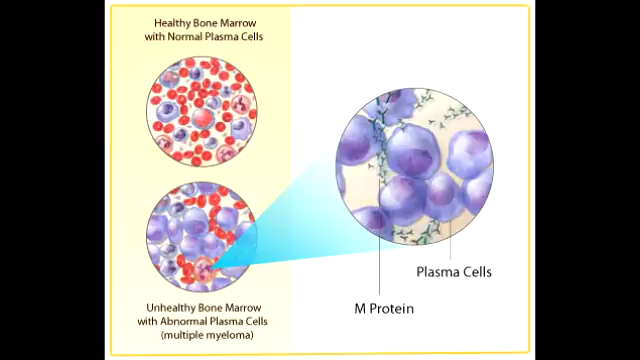 Healthy Bone Marrow
with Normal Plasma Cells
Plasma Cells
M Protein
Unhealthy Bone Marrow
with Abnormal Plasma Cells
(multiple myeloma)